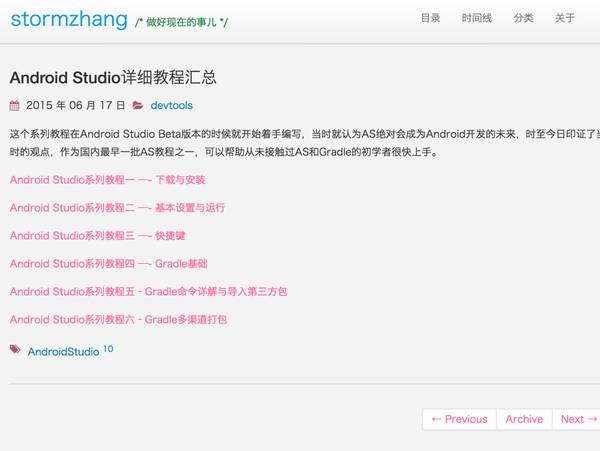 stormzhang /* 做好现在的事儿 */
目录 时间线 分类 关于
Android Studio详细教程汇总
2015 年 06 月 17 日 devtools
这个系列教程在Android Studio Beta版本的时候就开始着手编写，当时就认为AS绝对会成为Android开发的未来，时至今日印证了当
时的观点，作为国内最早一批AS教程之一，可以帮助从未接触过AS和Gradle的初学者很快上手。
Android Studio系列教程一 —- 下载与安装
Android Studio系列教程二 —- 基本设置与运行
Android Studio系列教程三 —- 快捷键
Android Studio系列教程四 —- Gradle基础
Android Studio系列教程五 - Gradle命令详解与导入第三方包
Android Studio系列教程六 - Gradle多渠道打包
AndroidStudio 10
← Previous Archive Next →